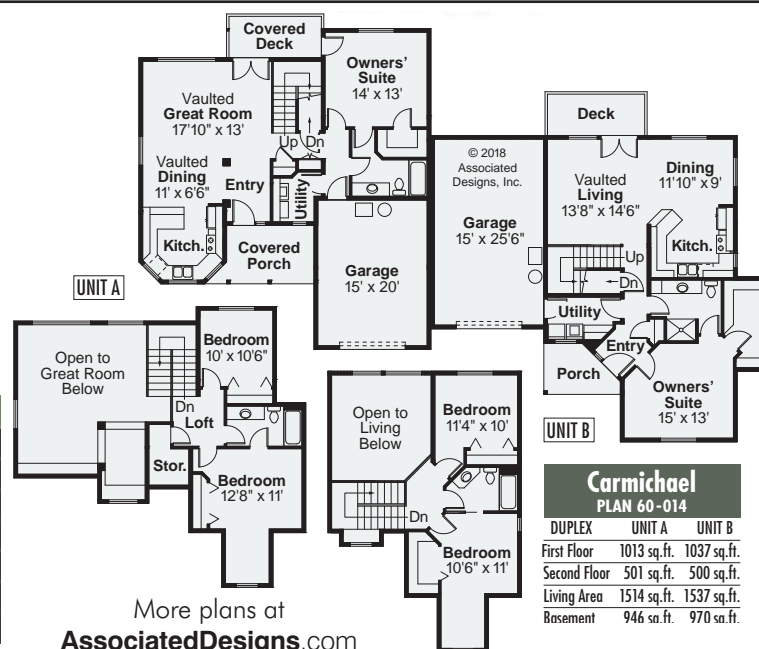 Covered
Deck
Owners'
Suite
14' x 13'
Vaulted
Great Room
17'10" x 13'
Up
Dn
Vaulted
Dining
11' x 6'6"
Entry
Utility
Kitch.
Covered
Porch
Garage
15' x 20'
UNIT A
© 2018
Associated
Designs, Inc.
Garage
15' x 25'6"
Deck
Vaulted
Living
13'8" x 14'6"
Dining
11'10" x 9'
Kitch.
Up
Dn
Utility
Entry
Porch
Owners'
Suite
15' x 13'
UNIT B
Open to
Great Room
Below
Bedroom
10' x 10'6"
Dn
Loft
Stor.
Bedroom
12'8" x 11'
Open to
Living
Below
Bedroom
11'4" x 10'
Dn
Bedroom
10'6" x 11'
Carmichael
PLAN 60-014
DUPLEX UNIT A UNIT B
First Floor 1013 sq.ft. 1037 sq.ft.
Second Floor 501 sq.ft. 500 sq.ft.
Living Area 1514 sq.ft. 1537 sq.ft.
Basement 946 sq.ft. 970 sq.ft.
More plans at
AssociatedDesigns.com